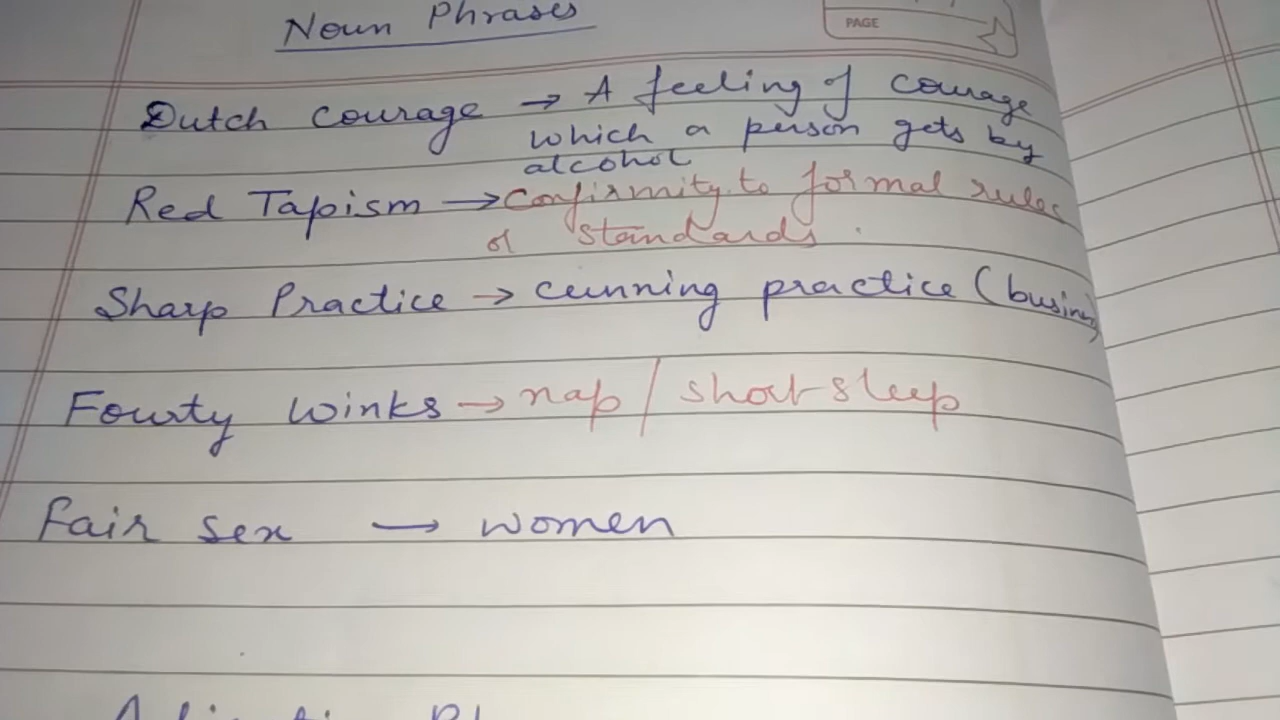 Noun Phrases
PAGE
Dutch courage → A feeling of courage
which a person gets by
alcohol
Red Tapism → Confirmity to formal rules
or standards.
Sharp Practice → cunning practice (business)
Fourty winks → nap / short sleep
Fair sex → women